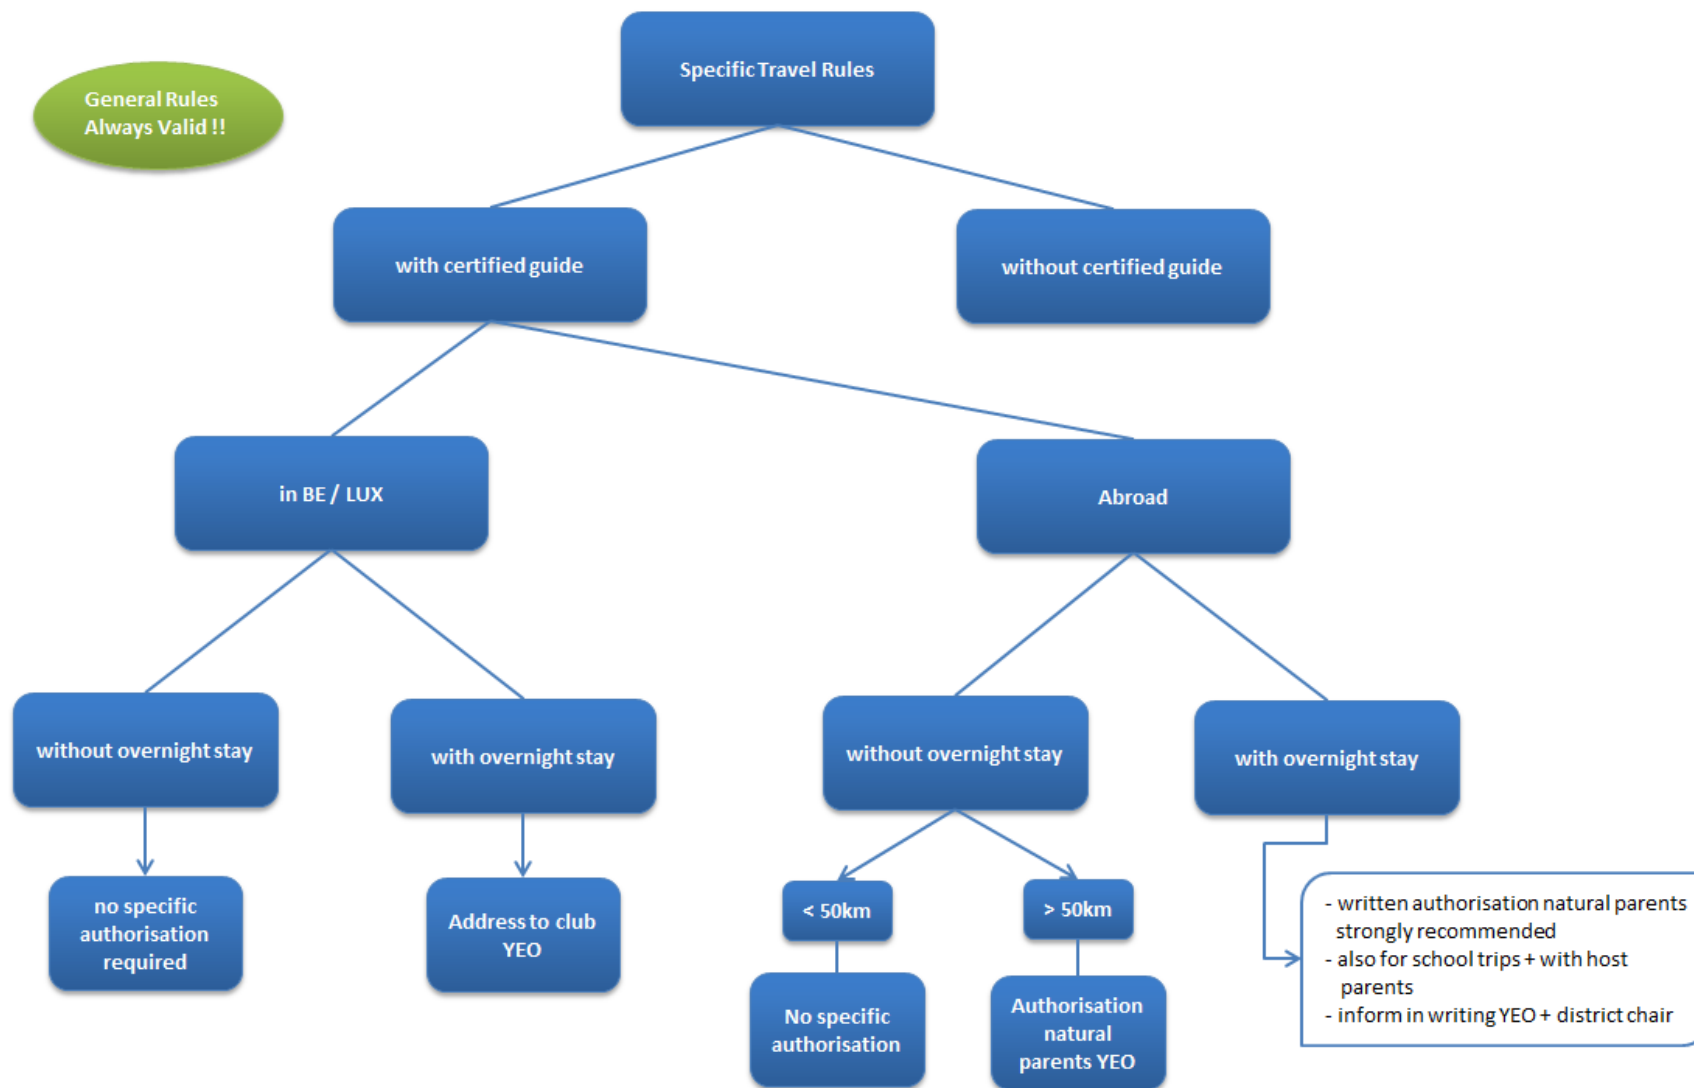 Specific Travel Rules
General Rules
Always Valid !!
with certified guide
without certified guide
in BE / LUX
Abroad
without overnight stay
with overnight stay
without overnight stay
with overnight stay
no specific
authorisation
required
Address to club
YEO
< 50km
> 50km
No specific
authorisation
Authorisation
natural
parents YEO
- written authorisation natural parents
strongly recommended
- also for school trips + with host
parents
- inform in writing YEO + district chair